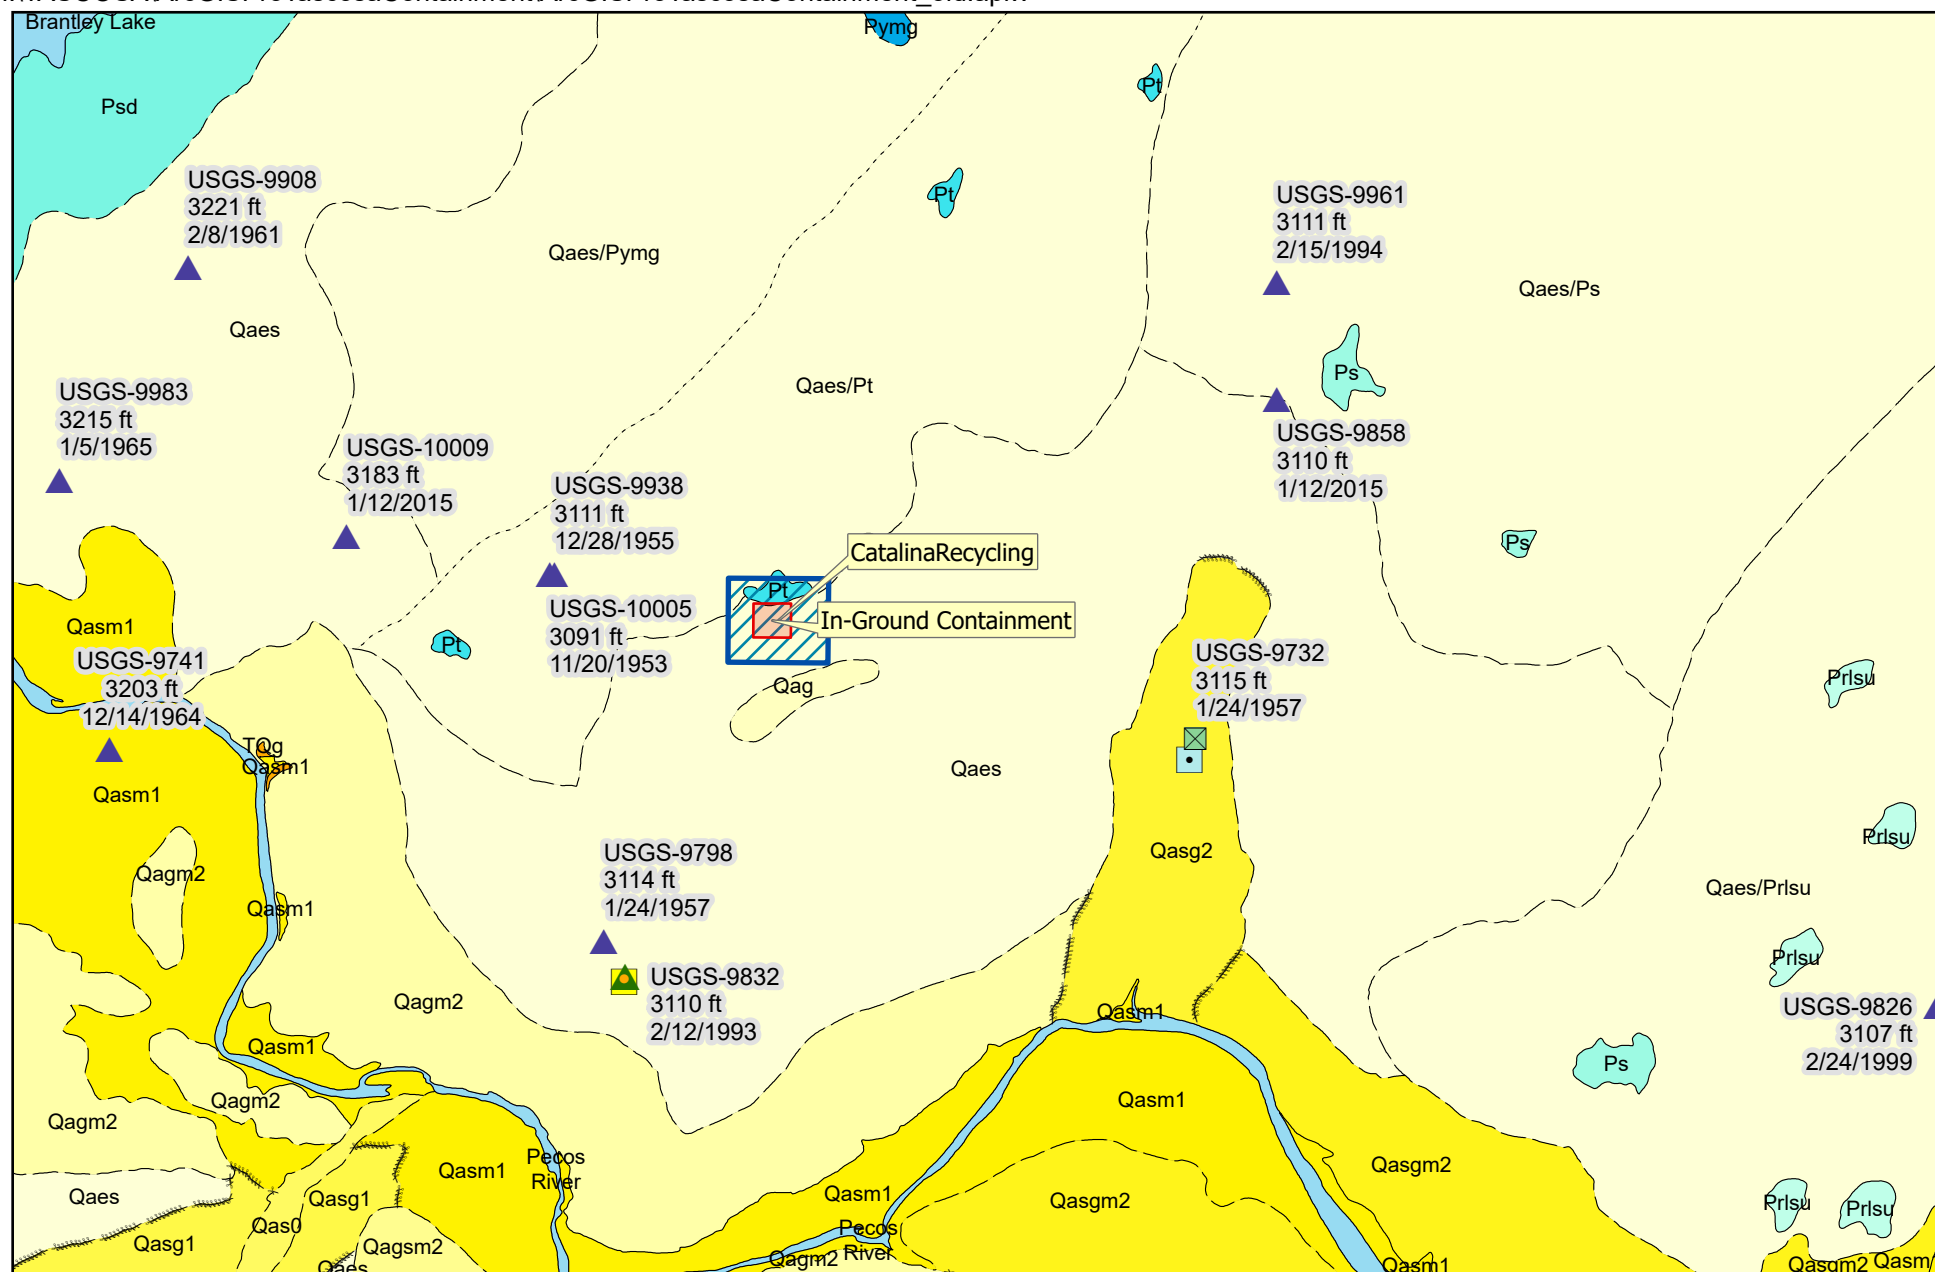 Brantley Lake
Pymg
Pt
Psd
USGS-9908
3221 ft
2/8/1961
Pt
USGS-9961
3111 ft
2/15/1994
Qaes/Pymg
Qaes/Ps
Qaes
Qaes/Pt
Ps
USGS-9983
3215 ft
1/5/1965
USGS-10009
3183 ft
1/12/2015
USGS-9938
3111 ft
12/28/1955
USGS-9858
3110 ft
1/12/2015
CatalinaRecycling
Ps
Pt
In-Ground Containment
USGS-10005
3091 ft
11/20/1953
Qasm1
Pt
USGS-9741
3203 ft
12/14/1964
Qag
USGS-9732
3115 ft
1/24/1957
Prlsu
TQg
Qasm1
Qaes
Qasm1
Prlsu
Qasg2
USGS-9798
3114 ft
1/24/1957
Qagm2
Qaes/Prlsu
Qasm1
Prlsu
USGS-9832
3110 ft
2/12/1993
Qagm2
Qasm1
USGS-9826
3107 ft
2/24/1999
Qasm1
Ps
Qagm2
Qasm1
Qagm2
Pecos
River
Qasm1
Qasgm2
Qaes
Qasg1
Qasm1
Qasgm2
Prlsu
Prlsu
Qas0
Pecos
River
Qasg1
Qagsm2
Qagm2
Qaes
Qasm1
Qasgm2
Qasm